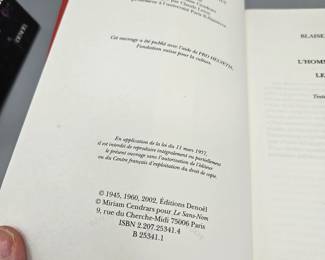 par Claude Leroy
Cet ouvrage a été publié avec l'aide de PRO HELVETIA,
Fondation suisse pour la culture.
En application de la loi du 11 mars 1957,
il est interdit de reproduire intégralement ou partiellement
le présent ouvrage sans l'autorisation de l'éditeur
ou du Centre français d'exploitation du droit de copie.
© 1945, 1960, 2002, Éditions Denoël
© Miriam Cendrars pour Le Sans-Nom
9, rue du Cherche-Midi 75006 Paris
ISBN 2.207.25341.4
B 25341.1
BLAISE
L'HOMM
LE